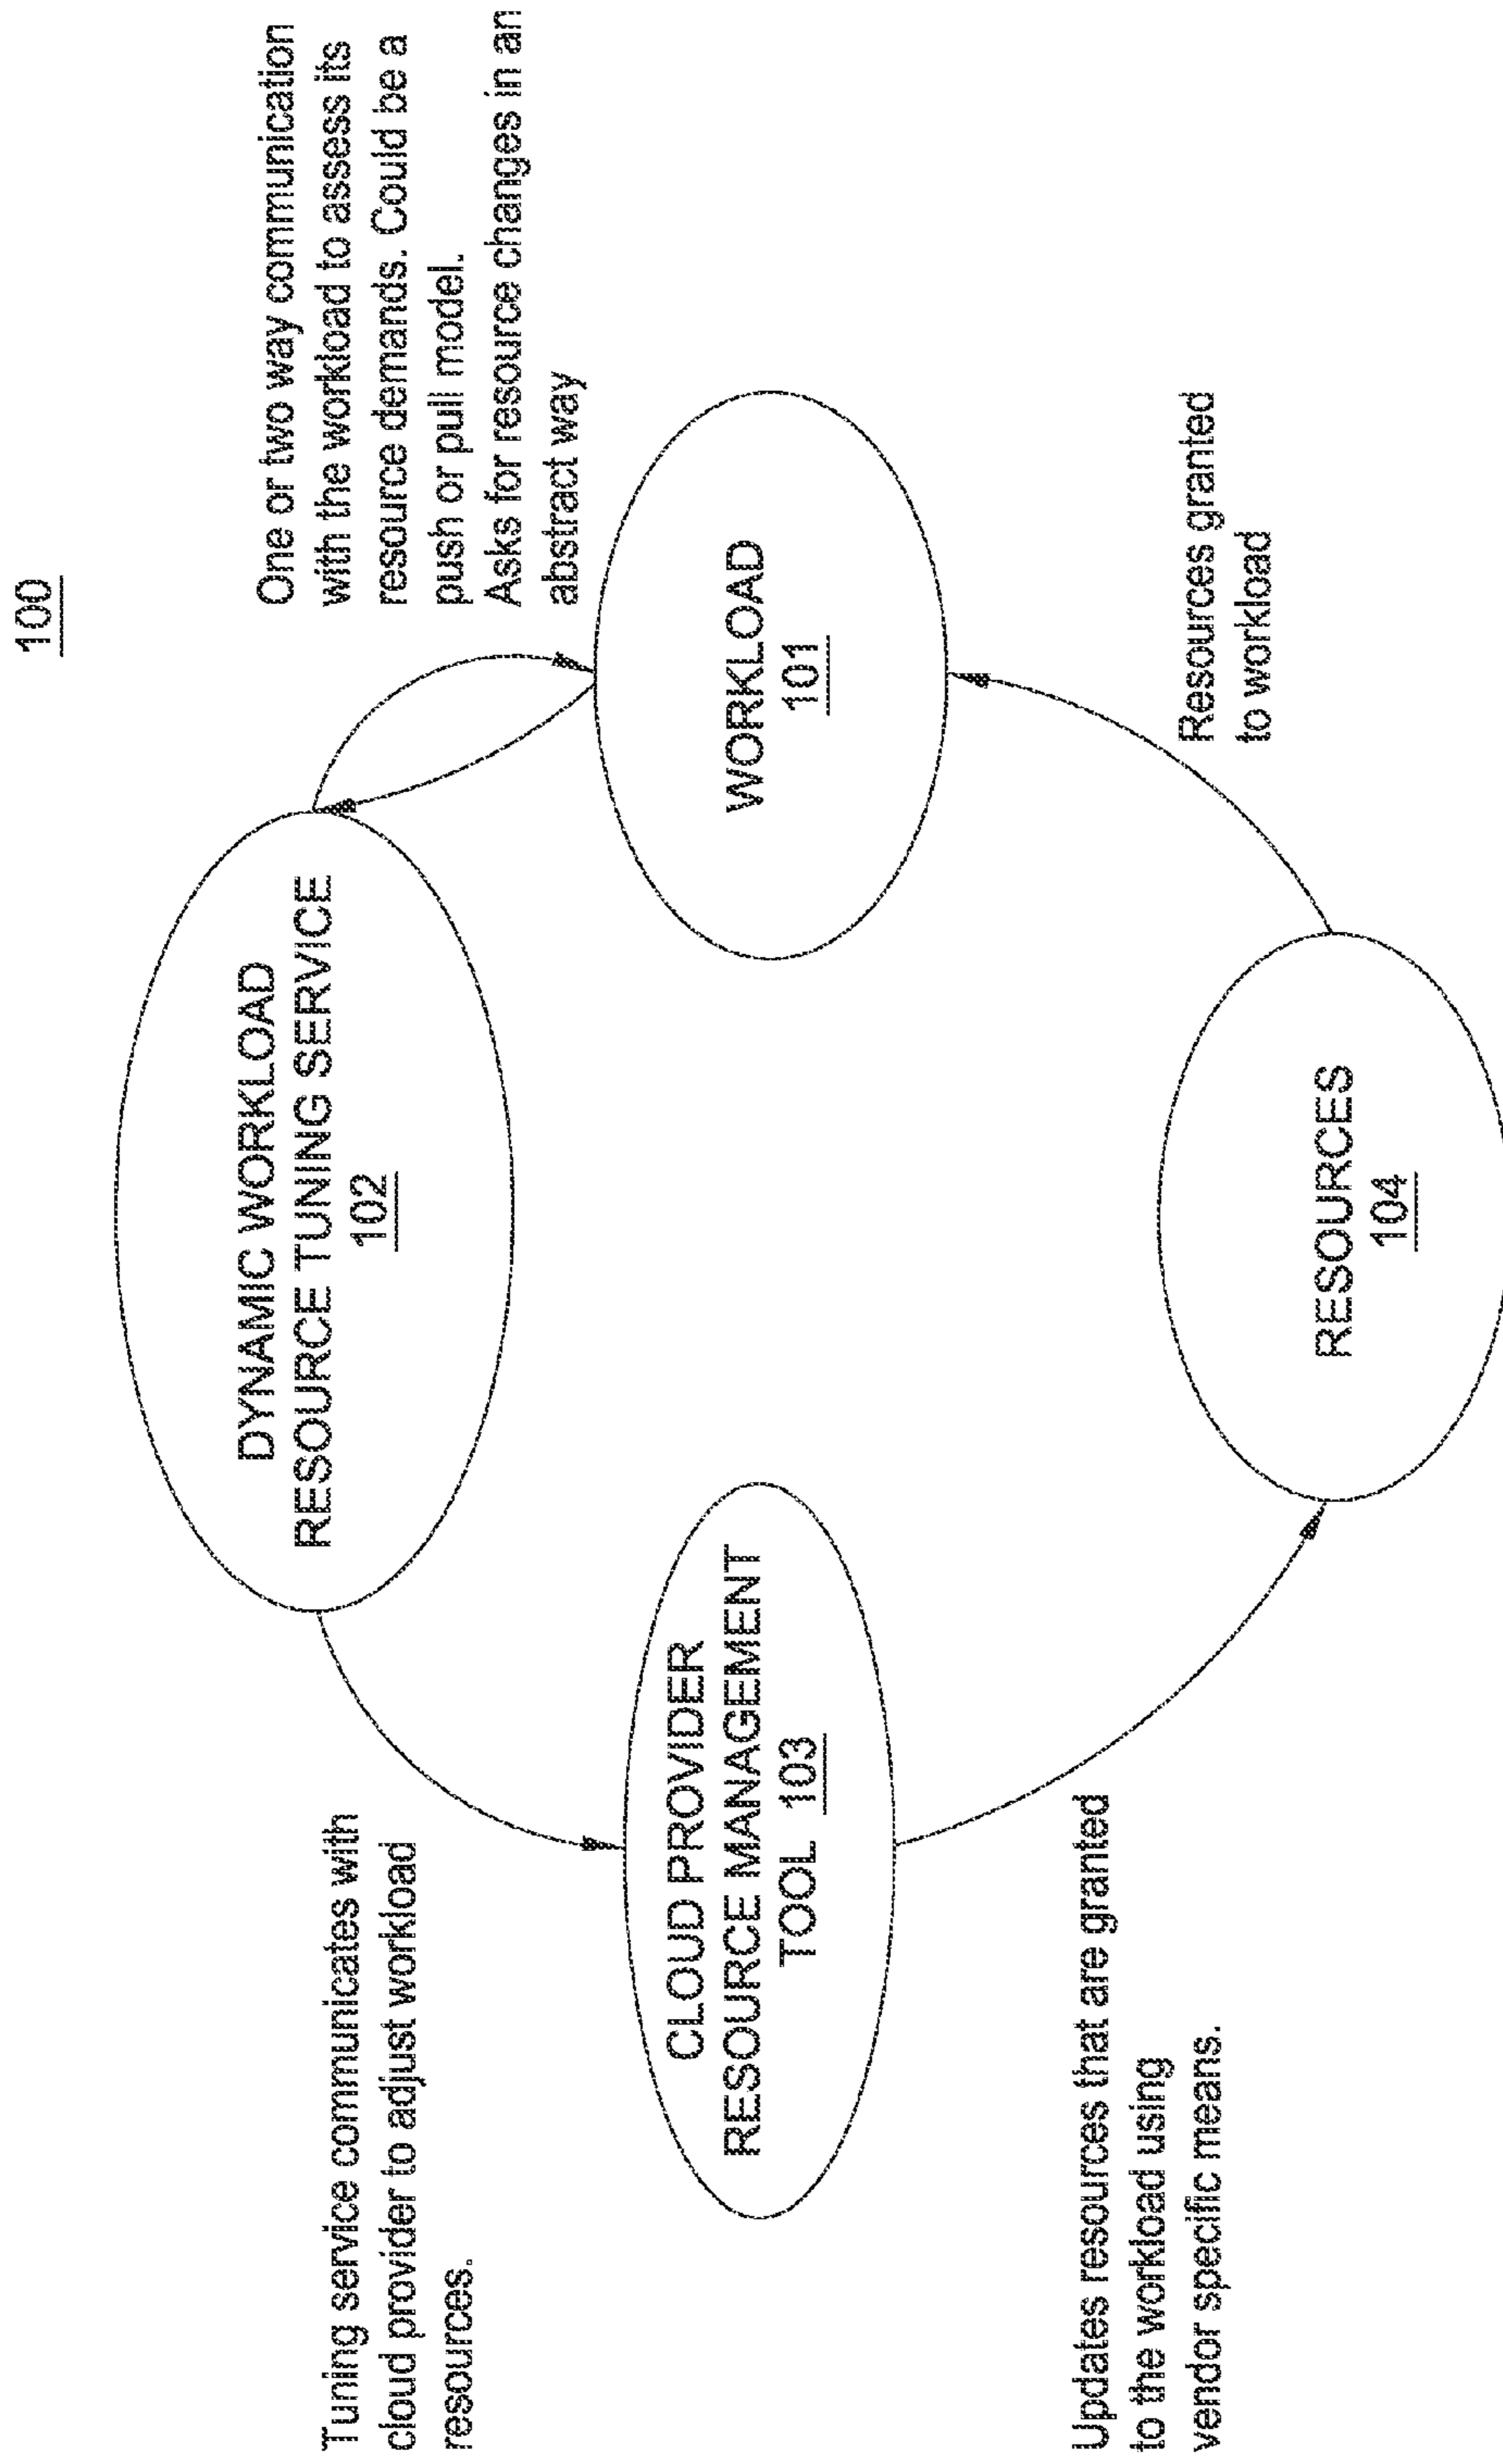 100
DYNAMIC WORKLOAD
RESOURCE TUNING SERVICE
102
One or two way communication
with the workload to assess its
resource demands. Could be a
push or pull model.
Asks for resource changes in an
abstract way
Tuning service communicates with
cloud provider to adjust workload
resources.
CLOUD PROVIDER
RESOURCE MANAGEMENT
TOOL 103
WORKLOAD
101
Updates resources that are granted
to the workload using
vendor specific means.
RESOURCES
104
Resources granted
to workload